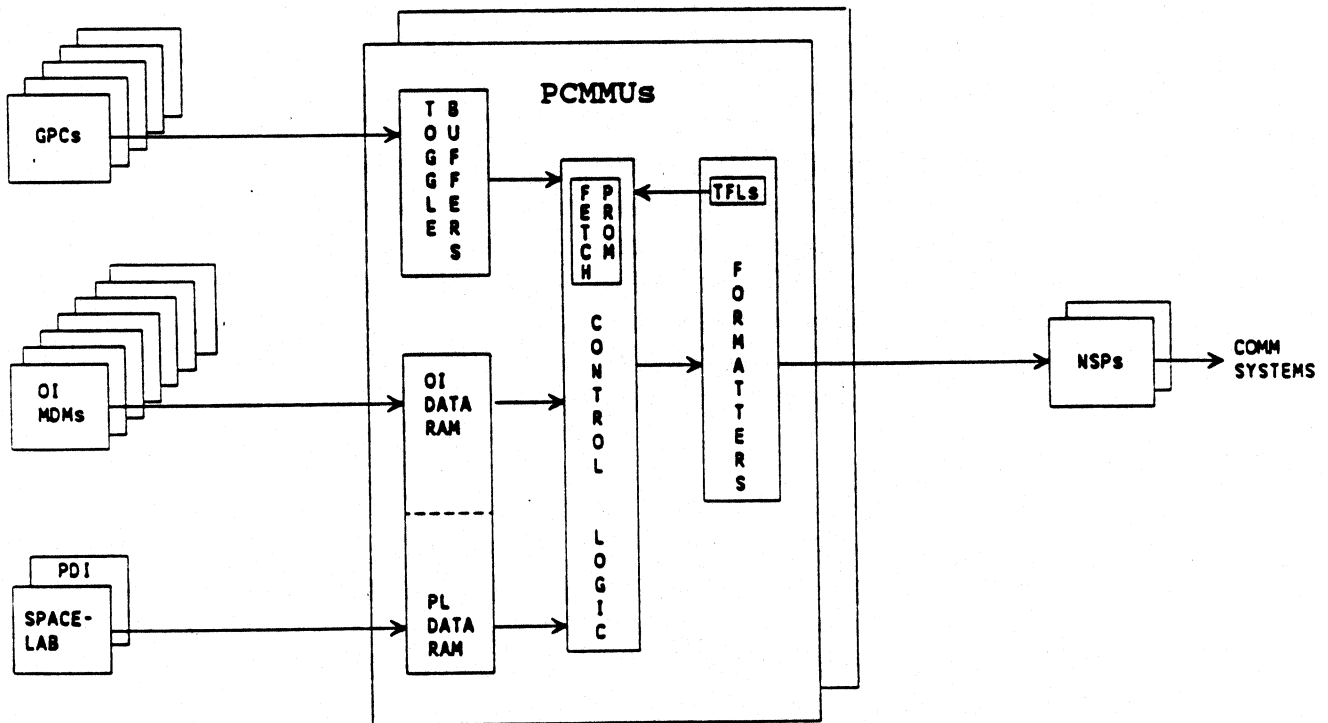 PCMMUs
GPCs
TOGGLE
BUFFERS
FETCH
PROM
TFLs
FORMATTERS
CONTROL
LOGIC
OI
MDMs
OI
DATA
RAM
NSPs
COMM
SYSTEMS
PDI
SPACE-
LAB
PL
DATA
RAM